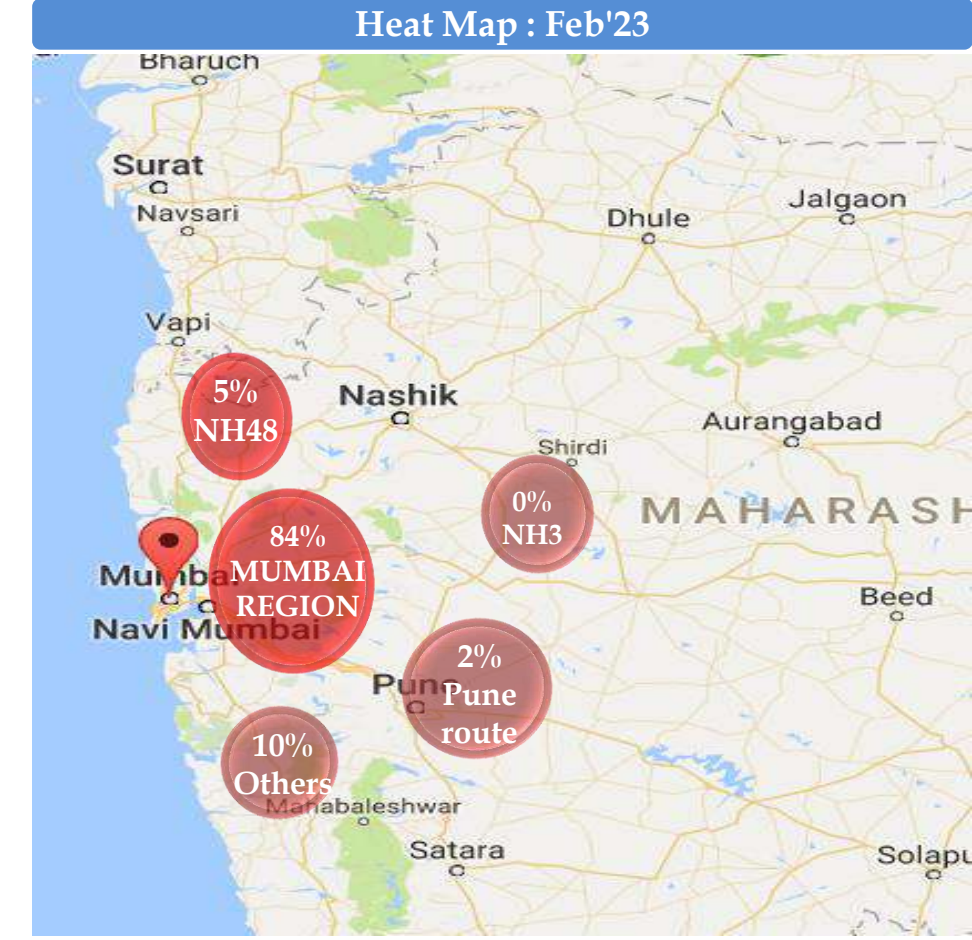 Heat Map : Feb'23
Bharuch
Surat
Navsari
Jalgaon
Dhule
Vapi
5%
NH48
Nashik
Aurangabad
Shirdi
0%
NH3
MAHARASH
84%
MUMBAI
REGION
Mumbai
Navi Mumbai
Beed
2%
Pune
Pune
route
10%
Others
Mahabaleshwar
Satara
Solapu